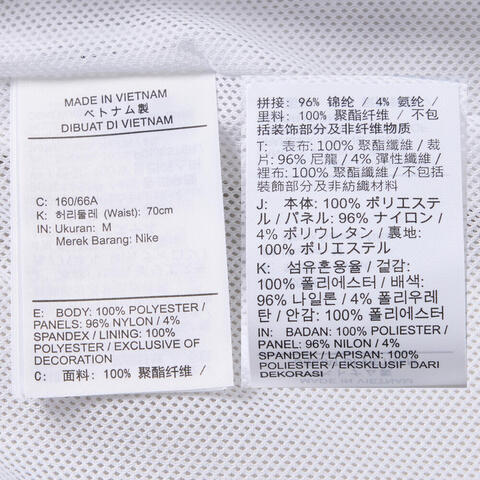 MADE IN VIETNAM
ベトナム製
DIBUAT DI VIETNAM
C: 160/66A
K: 허리둘레 (Waist): 70cm
IN: Ukuran: M
Merek Barang: Nike
E: BODY: 100% POLYESTER /
PANELS: 96% NYLON / 4%
SPANDEX / LINING: 100%
POLYESTER / EXCLUSIVE OF
DECORATION
C: 面料: 100% 聚酯纤维 /
拼接: 96% 锦纶 / 4% 氨纶 /
里料: 100% 聚酯纤维 / 不包
括装饰部分及非纤维物质
T: 表布: 100% 聚酯纖維 / 裁
片: 96% 尼龍 / 4% 彈性纖維 /
裡布: 100% 聚酯纖維 / 不包括
裝飾部分及非紡織材料
J: 本体: 100% ポリエステ
ル / パネル: 96% ナイロン /
4% ポリウレタン / 裏地:
100% ポリエステル
K: 섬유혼용율 / 겉감:
100% 폴리에스터 / 배색:
96% 나일론 / 4% 폴리우레
탄 / 안감: 100% 폴리에스터
IN: BADAN: 100% POLIESTER /
PANEL: 96% NILON / 4%
SPANDEK / LAPISAN: 100%
POLIESTER / EKSKLUSIF DARI
DEKORASI
MADE IN VIETNAM